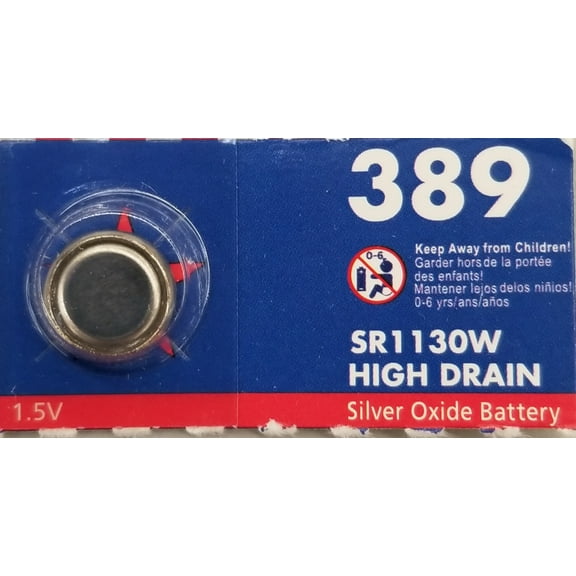 389
0-6
Keep Away from Children!
Garder hors de la portée
des enfants!
Mantener lejos delos niños!
0-6 yrs/ans/años
SR1130W
HIGH DRAIN
1.5V
Silver Oxide Battery